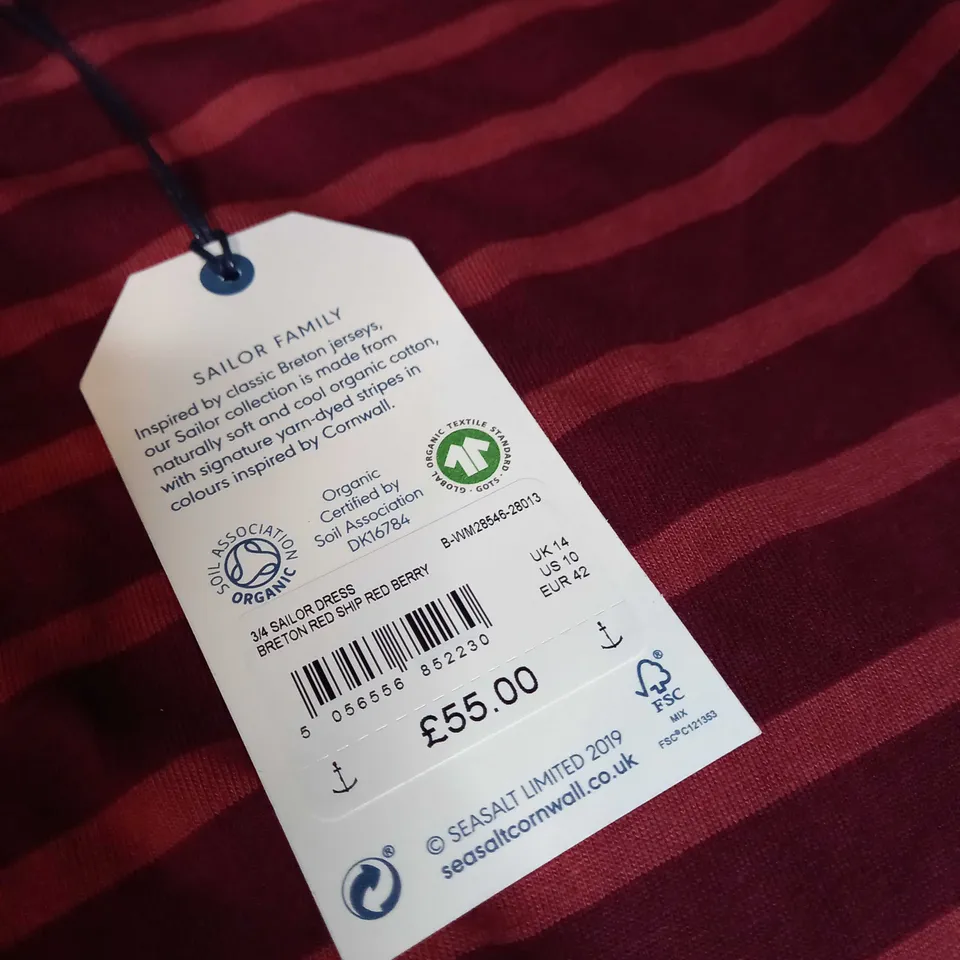 SAILOR FAMILY
Inspired by classic Breton jerseys,
our Sailor collection is made from
naturally soft and cool organic cotton,
with signature yarn-dyed stripes in
colours inspired by Cornwall.
SOIL ASSOCIATION
ORGANIC
Organic
Certified by
Soil Association
DK16784
GLOBAL ORGANIC TEXTILE STANDARD
· GOTS ·
B-WM28546-28013
3/4 SAILOR DRESS
BRETON RED SHIP RED BERRY
UK 14
US 10
EUR 42
5 056556 852230
£55.00
FSC®
MIX
FSC® C121353
© SEASALT LIMITED 2019
seasaltcornwall.co.uk
®